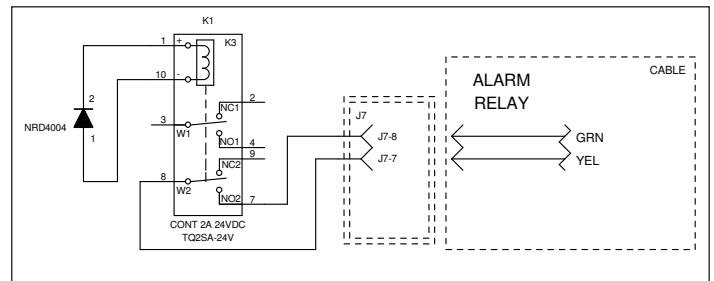 K1
1
+
K3
10
-
2
NRD4004
1
2
NC1
3
W1
NO1
4
NC2
9
8
W2
NO2
7
CONT 2A 24VDC
TQ2SA-24V
J7
J7-8
J7-7
CABLE
ALARM
RELAY
GRN
YEL